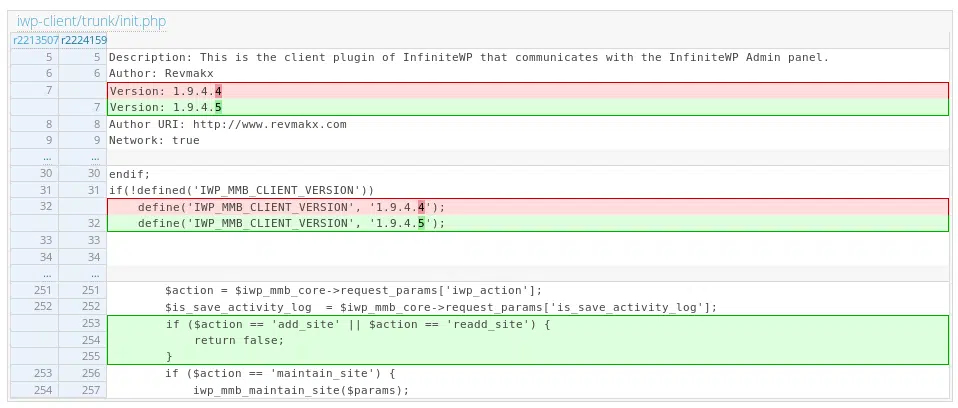 iwp-client/trunk/init.php
r2213507 r2224159
5 5 Description: This is the client plugin of InfiniteWP that communicates with the InfiniteWP Admin panel.
6 6 Author: Revmakx
7 Version: 1.9.4.4
7 Version: 1.9.4.5
8 8 Author URI: http://www.revmakx.com
9 9 Network: true
... ...
30 30 endif;
31 31 if(!defined('IWP_MMB_CLIENT_VERSION'))
32 define('IWP_MMB_CLIENT_VERSION', '1.9.4.4');
32 define('IWP_MMB_CLIENT_VERSION', '1.9.4.5');
33 33
34 34
... ...
251 251 $action = $iwp_mmb_core->request_params['iwp_action'];
252 252 $is_save_activity_log  = $iwp_mmb_core->request_params['is_save_activity_log'];
253 if ($action == 'add_site' || $action == 'readd_site') {
254 return false;
255 }
253 256 if ($action == 'maintain_site') {
254 257 iwp_mmb_maintain_site($params);